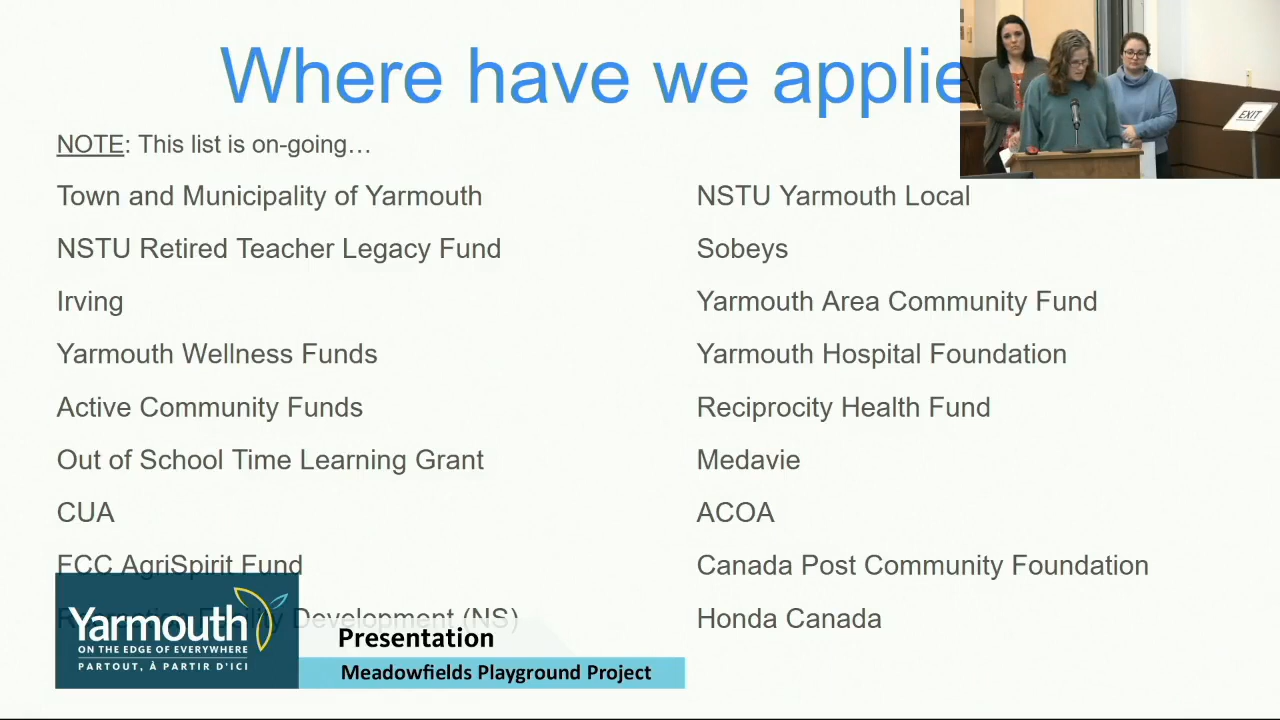 Where have we applie
NOTE: This list is on-going…
Town and Municipality of Yarmouth
NSTU Retired Teacher Legacy Fund
Irving
Yarmouth Wellness Funds
Active Community Funds
Out of School Time Learning Grant
CUA
FCC AgriSpirit Fund
Development (NS)
NSTU Yarmouth Local
Sobeys
Yarmouth Area Community Fund
Yarmouth Hospital Foundation
Reciprocity Health Fund
Medavie
ACOA
Canada Post Community Foundation
Honda Canada
EXIT
Yarmouth
ON THE EDGE OF EVERYWHERE
PARTOUT, À PARTIR D'ICI
Presentation
Meadowfields Playground Project